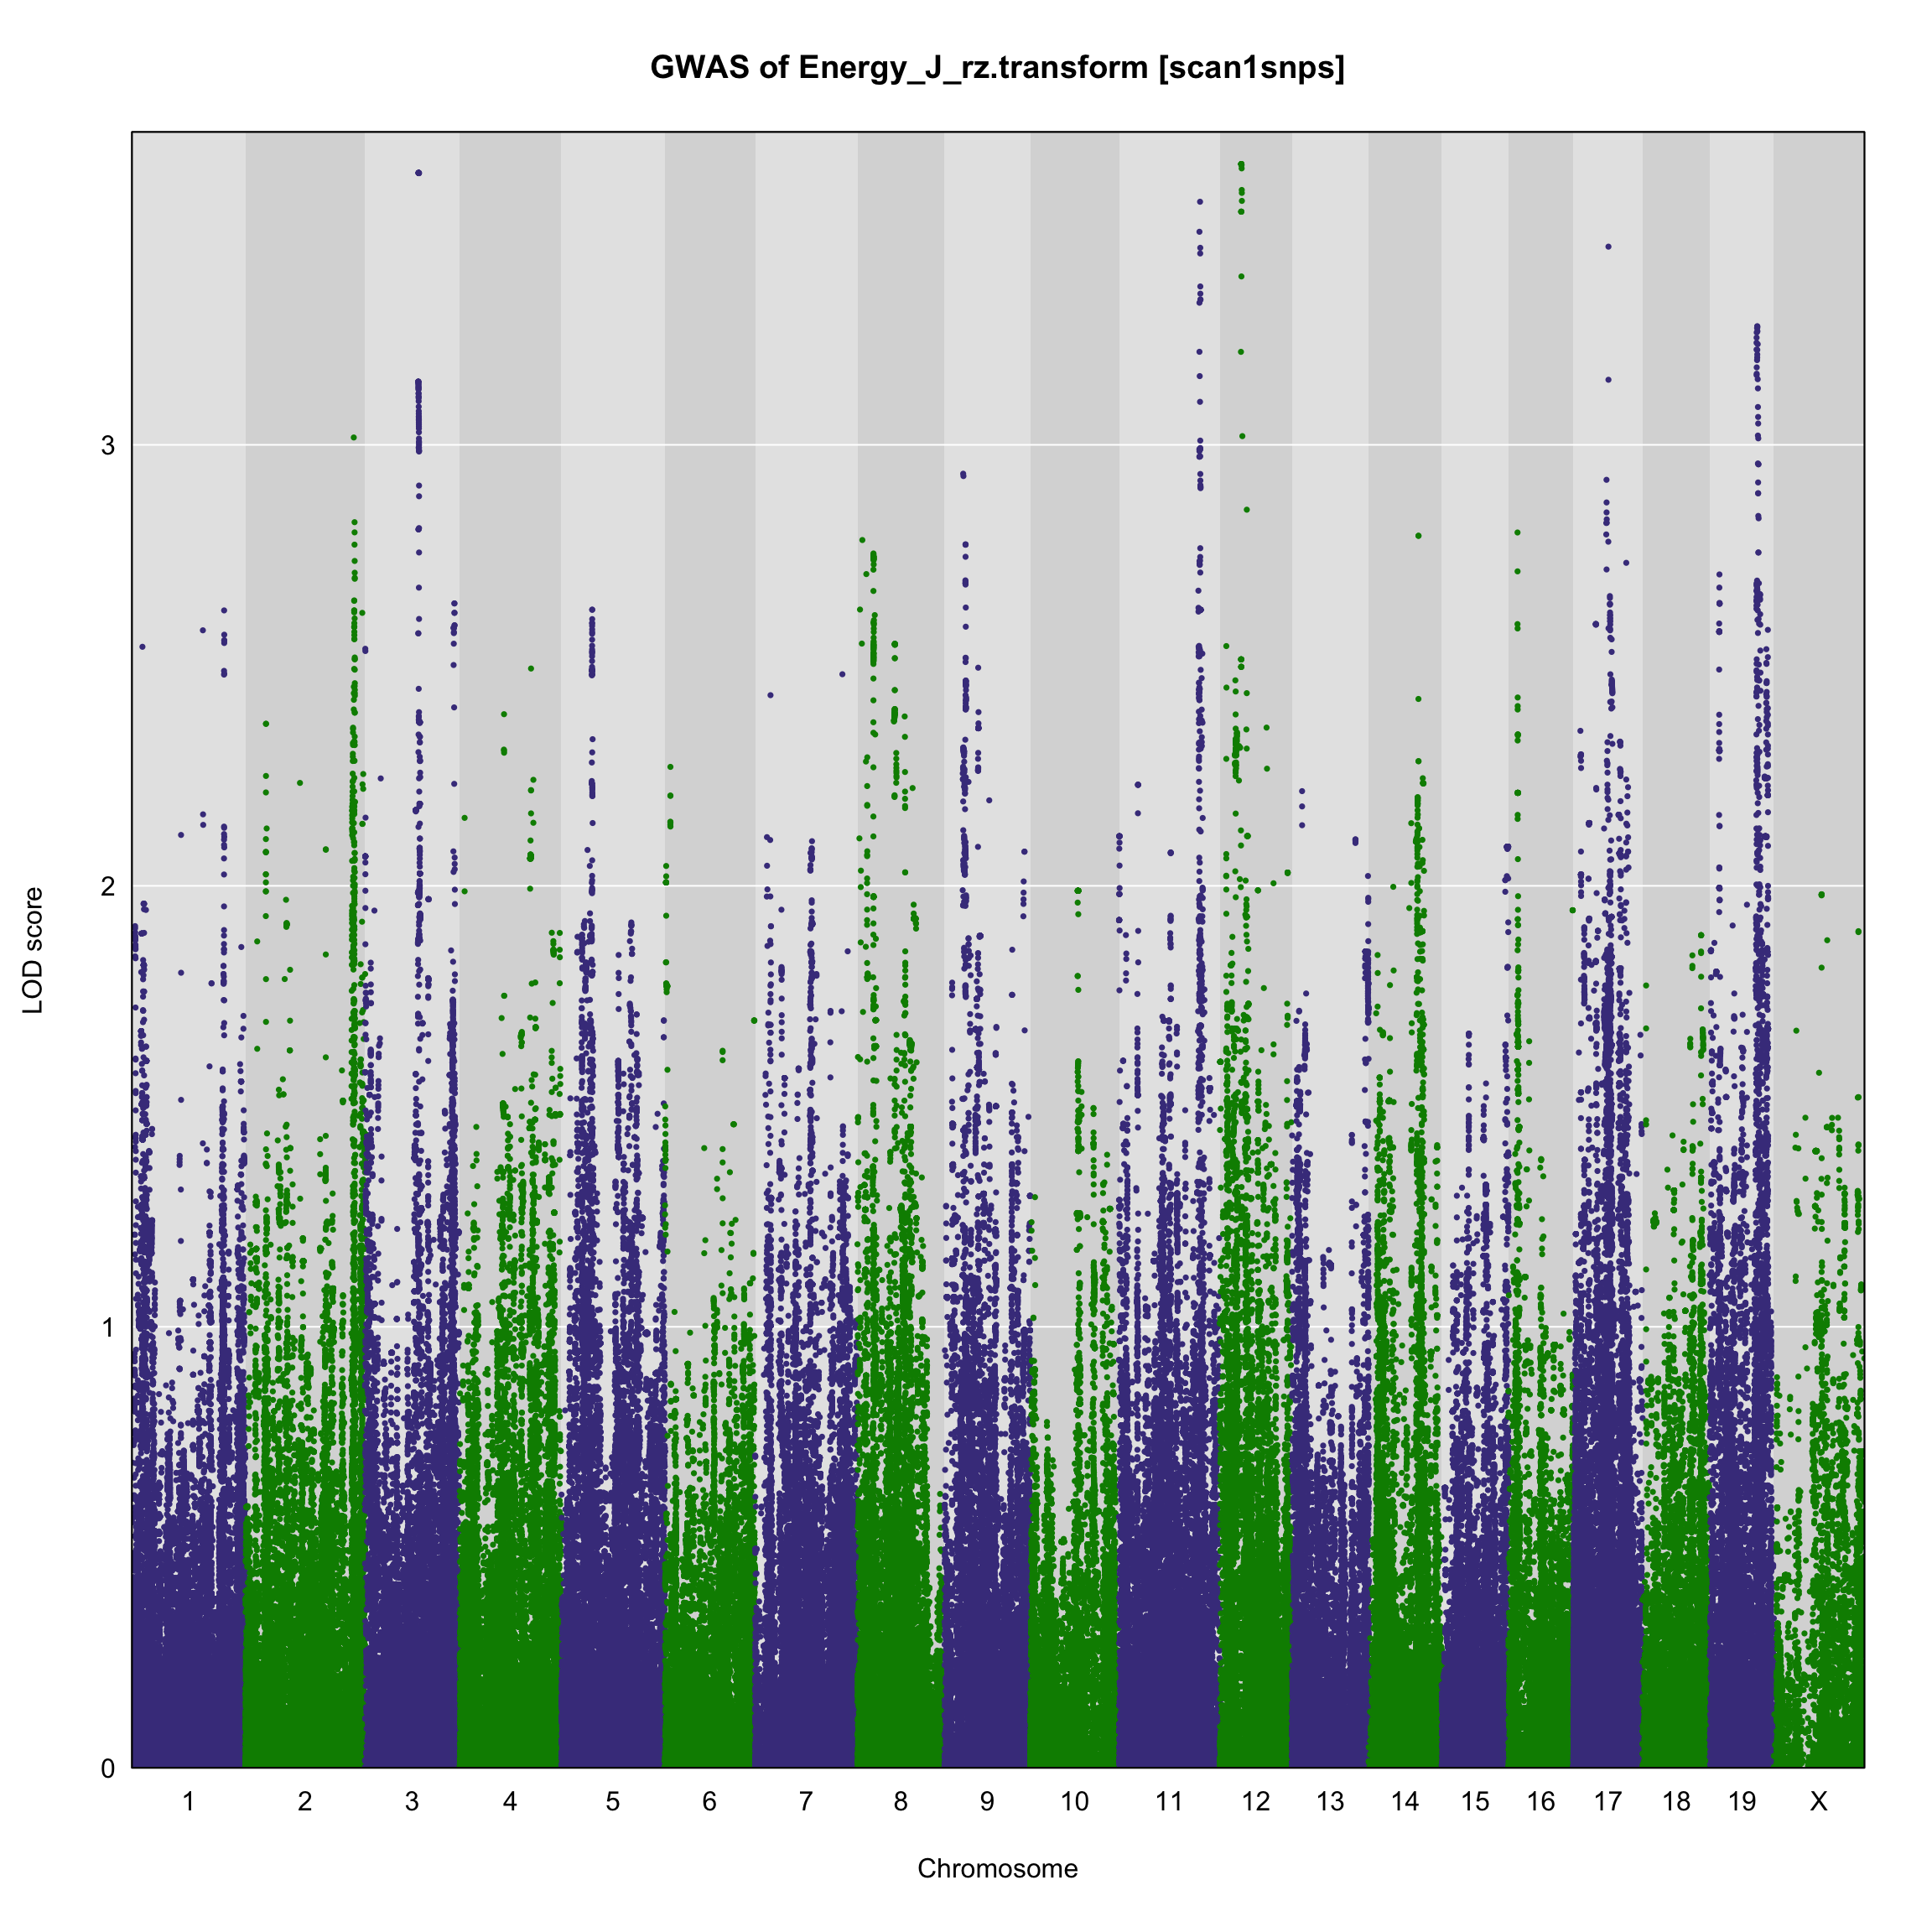 GWAS of Energy_J_rz.transform [scan1snps]
3
2
1
0
LOD score
1 2 3 4 5 6 7 8 9 10 11 12 13 14 15 16 17 18 19 X
Chromosome